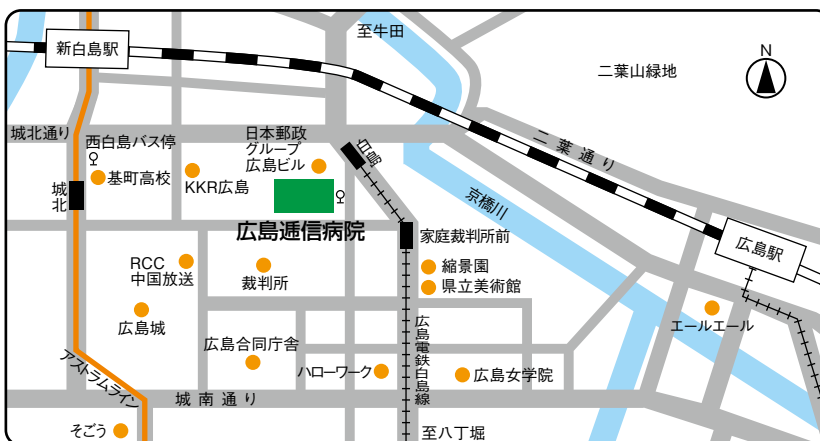 至牛田
N
新白島駅
二葉山緑地
城北通り
日本郵政
グループ
広島ビル
白島
二葉通り
西白島バス停
基町高校
KKR広島
城北
京橋川
広島逓信病院
家庭裁判所前
広島駅
RCC
中国放送
裁判所
縮景園
県立美術館
広島城
エールエール
広島合同庁舎
広島電鉄白島線
アストラムライン
ハローワーク
広島女学院
城南通り
そごう
至八丁堀